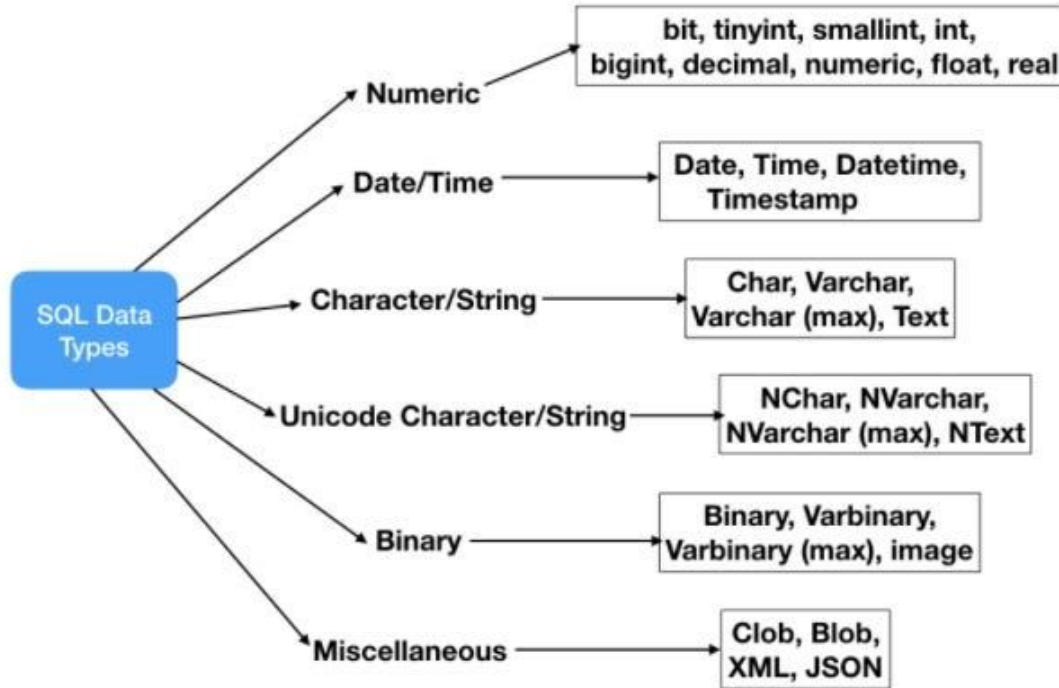 SQL Data
Types
Numeric
bit, tinyint, smallint, int,
bigint, decimal, numeric, float, real
Date/Time
Date, Time, Datetime,
Timestamp
Character/String
Char, Varchar,
Varchar (max), Text
Unicode Character/String
NChar, NVarchar,
NVarchar (max), NText
Binary
Binary, Varbinary,
Varbinary (max), image
Miscellaneous
Clob, Blob,
XML, JSON